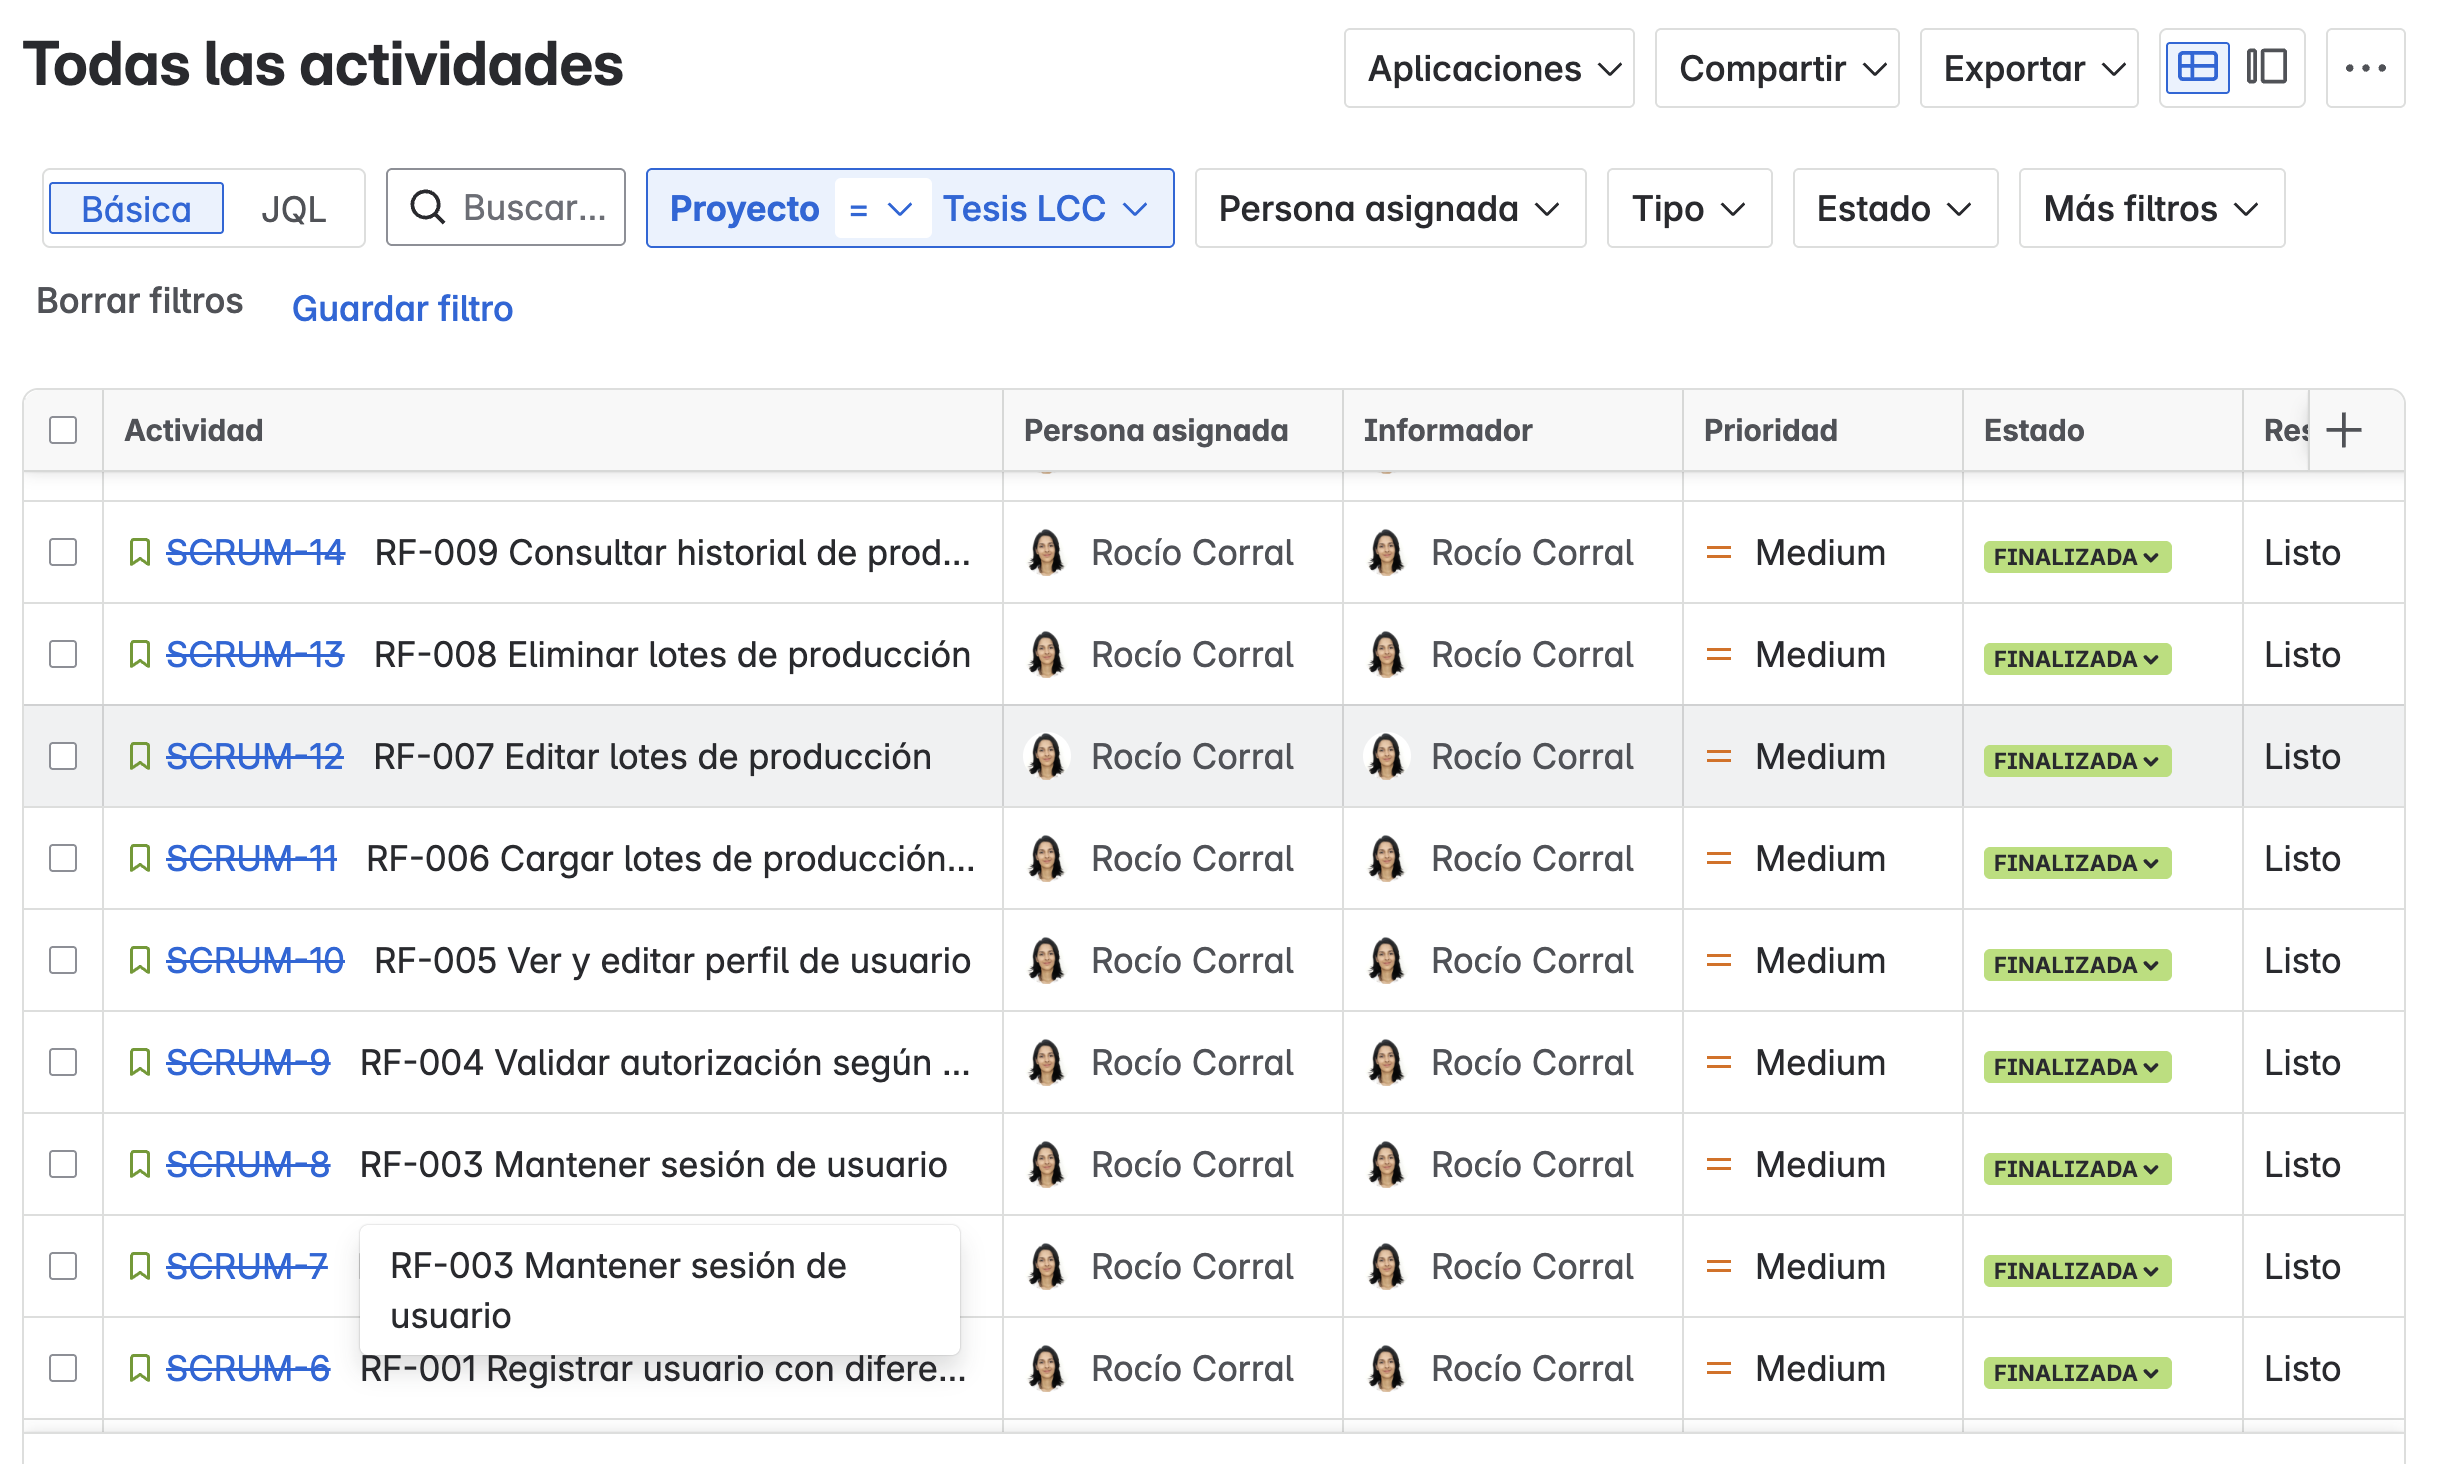 Todas las actividades
Aplicaciones
Compartir
Exportar
Básica
JQL
Buscar...
Proyecto = Tesis LCC
Persona asignada
Tipo
Estado
Más filtros
Borrar filtros
Guardar filtro
Actividad Persona asignada Informador Prioridad Estado Res
SCRUM-14 RF-009 Consultar historial de prod... Rocío Corral Rocío Corral Medium FINALIZADA Listo
SCRUM-13 RF-008 Eliminar lotes de producción Rocío Corral Rocío Corral Medium FINALIZADA Listo
SCRUM-12 RF-007 Editar lotes de producción Rocío Corral Rocío Corral Medium FINALIZADA Listo
SCRUM-11 RF-006 Cargar lotes de producción... Rocío Corral Rocío Corral Medium FINALIZADA Listo
SCRUM-10 RF-005 Ver y editar perfil de usuario Rocío Corral Rocío Corral Medium FINALIZADA Listo
SCRUM-9 RF-004 Validar autorización según ... Rocío Corral Rocío Corral Medium FINALIZADA Listo
SCRUM-8 RF-003 Mantener sesión de usuario Rocío Corral Rocío Corral Medium FINALIZADA Listo
SCRUM-7 Rocío Corral Rocío Corral Medium FINALIZADA Listo
RF-003 Mantener sesión de
usuario
SCRUM-6 RF-001 Registrar usuario con difere... Rocío Corral Rocío Corral Medium FINALIZADA Listo